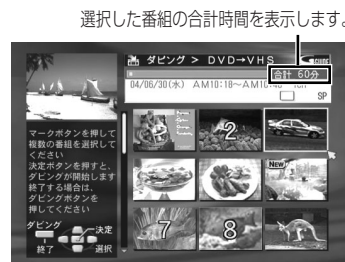 選択した番組の合計時間を表示します。
ダビング > DVD→VHS
合計 60分
04/06/30(水) AM10:18~AM10:48
SP
マークボタンを押して
複数の番組を選択して
ください
決定ボタンを押すと、
ダビングが開始します
終了する場合は、
ダビングボタンを
押してください
2
NEW
7 8
ダビング
決定
終了 選択